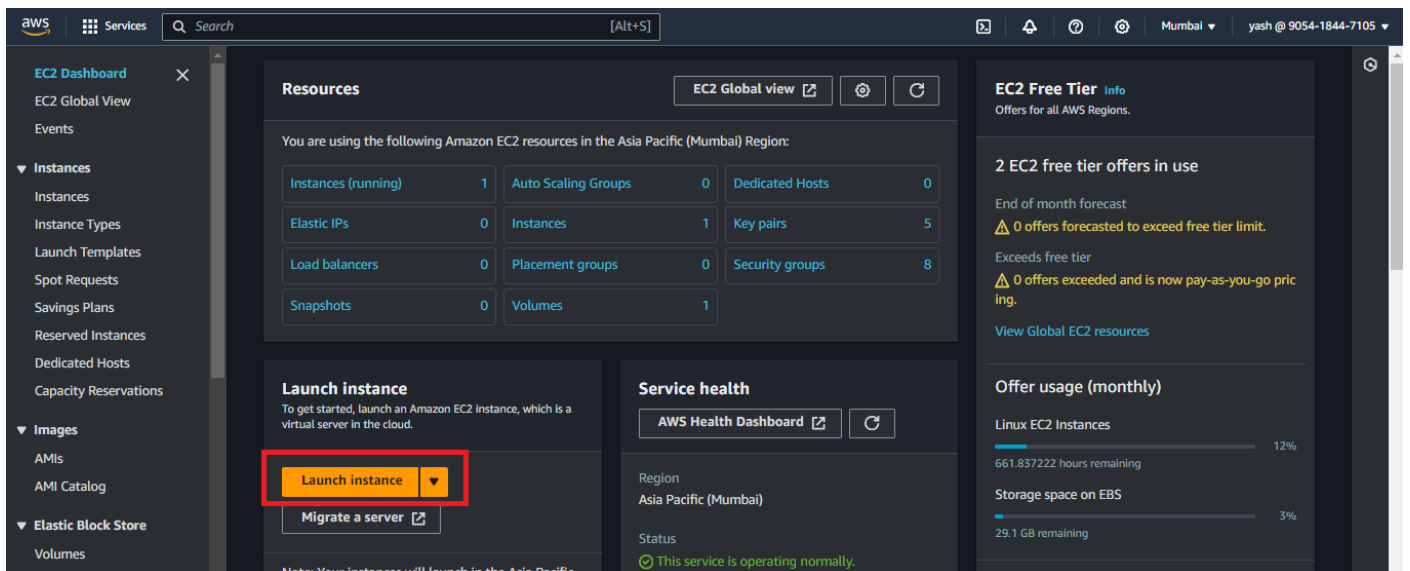 aws
Services
Search
[Alt+S]
Mumbai
yash @ 9054-1844-7105
EC2 Dashboard
EC2 Global View
Events
Instances
Instances
Instance Types
Launch Templates
Spot Requests
Savings Plans
Reserved Instances
Dedicated Hosts
Capacity Reservations
Images
AMIs
AMI Catalog
Elastic Block Store
Volumes
Resources
EC2 Global view
You are using the following Amazon EC2 resources in the Asia Pacific (Mumbai) Region:
Instances (running) 1
Auto Scaling Groups 0
Dedicated Hosts 0
Elastic IPs 0
Instances 1
Key pairs 5
Load balancers 0
Placement groups 0
Security groups 8
Snapshots 0
Volumes 1
Launch instance
To get started, launch an Amazon EC2 instance, which is a
virtual server in the cloud.
Launch instance
Migrate a server
Note: Your instances will launch in the Asia Pacific
Service health
AWS Health Dashboard
Region
Asia Pacific (Mumbai)
Status
This service is operating normally.
EC2 Free Tier Info
Offers for all AWS Regions.
2 EC2 free tier offers in use
End of month forecast
0 offers forecasted to exceed free tier limit.
Exceeds free tier
0 offers exceeded and is now pay-as-you-go pric
ing.
View Global EC2 resources
Offer usage (monthly)
Linux EC2 Instances
12%
661.837222 hours remaining
Storage space on EBS
3%
29.1 GB remaining